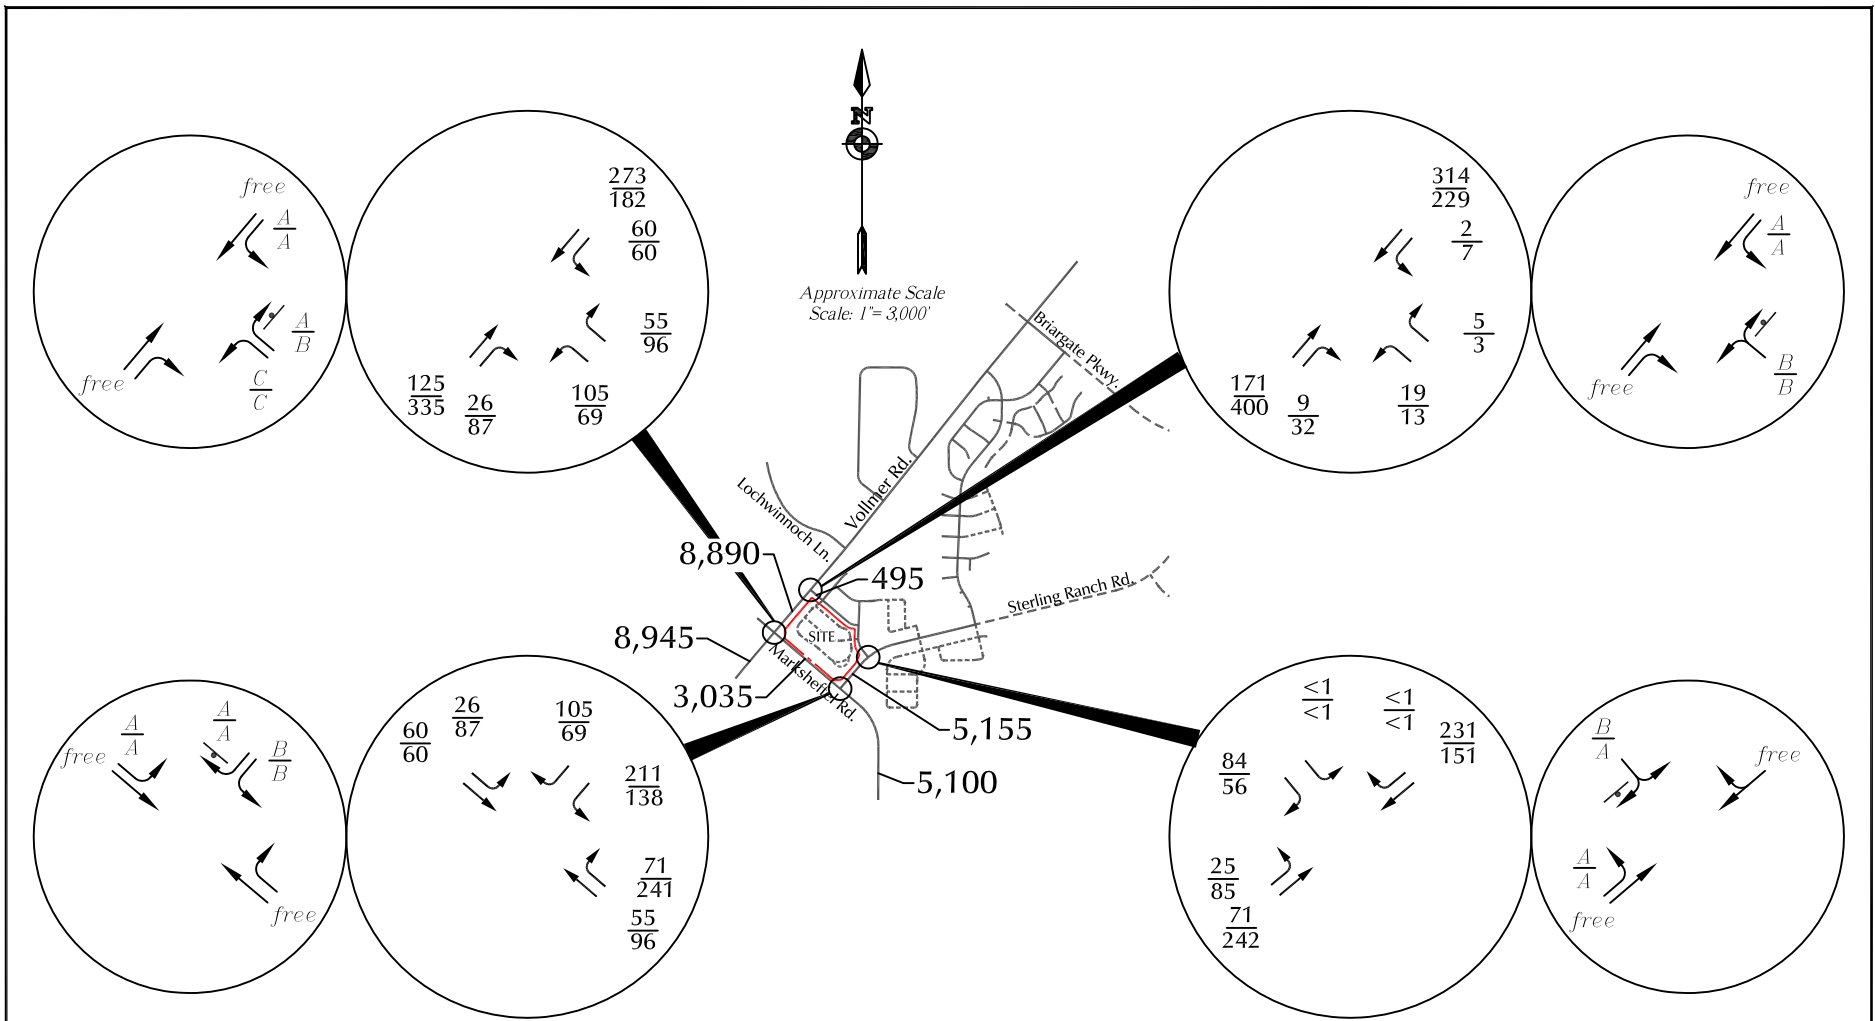 N
Approximate Scale
Scale: 1"= 3,000'
free
A
A
A
B
C
C
free
273
182
60
60
55
96
105
69
125
335
26
87
314
229
2
7
5
3
19
13
171
400
9
32
free
A
A
B
B
free
Briargate Pkwy.
Vollmer Rd.
Lochwinnoch Ln.
8,890
495
Sterling Ranch Rd.
8,945
SITE
Marksheffel Rd.
3,035
5,155
5,100
free
A
A
A
A
B
B
free
60
60
26
87
105
69
211
138
71
241
55
96
<1
<1
<1
<1
231
151
84
56
25
85
71
242
B
A
free
A
A
free